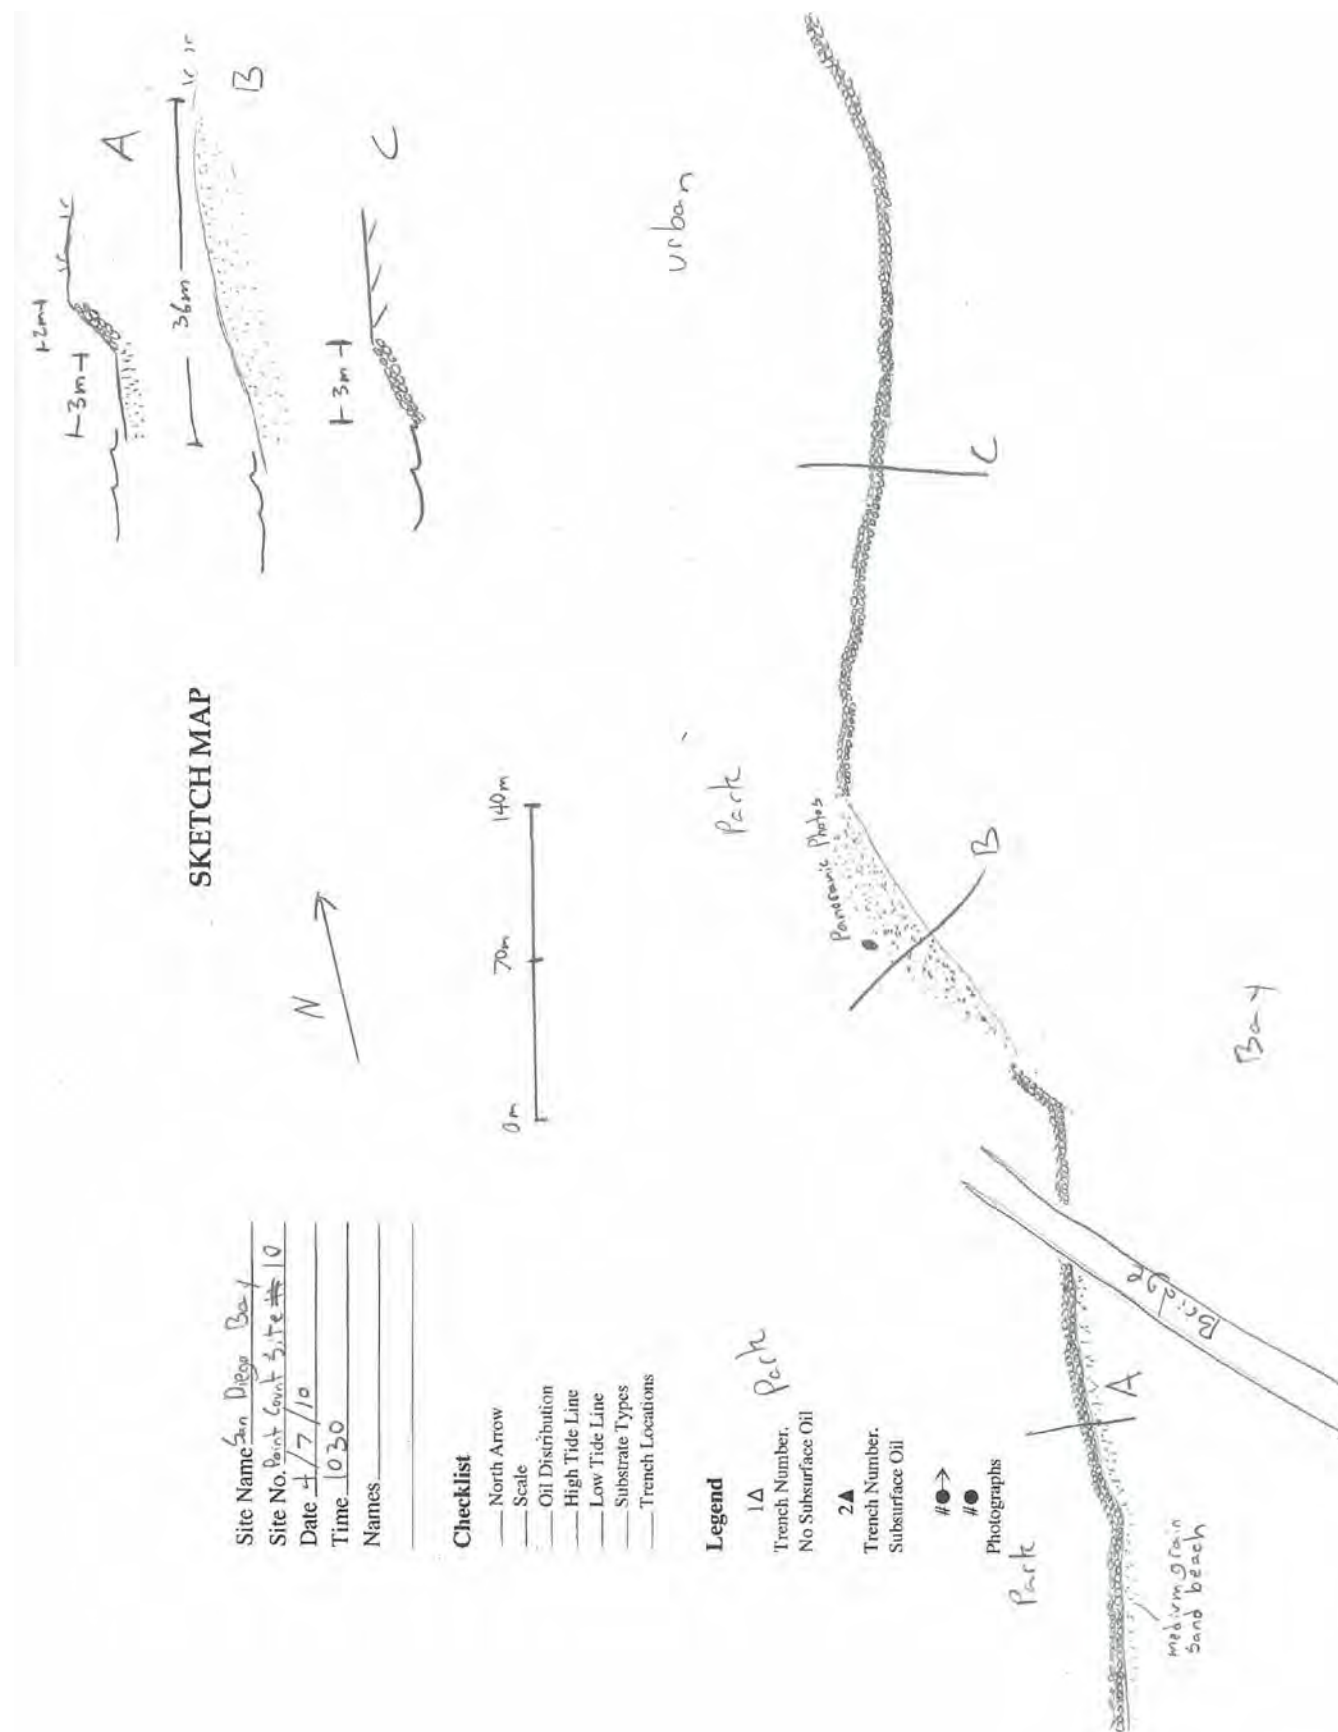 SKETCH MAP
Site Name San Diego Bay
Site No. Point Count Site # 10
Date 4/7/10
Time 1030
Names
Checklist
North Arrow
Scale
Oil Distribution
High Tide Line
Low Tide Line
Substrate Types
Trench Locations
Legend
1△
Trench Number.
No Subsurface Oil
2▲
Trench Number.
Subsurface Oil
#●→
#●
Photographs
N
0m 70m 140m
2m
3m
A
36m
B
3m
C
Park
Park
Park
urban
Panoramic Photos
A
B
C
Bridge
Bay
medium grain
sand beach